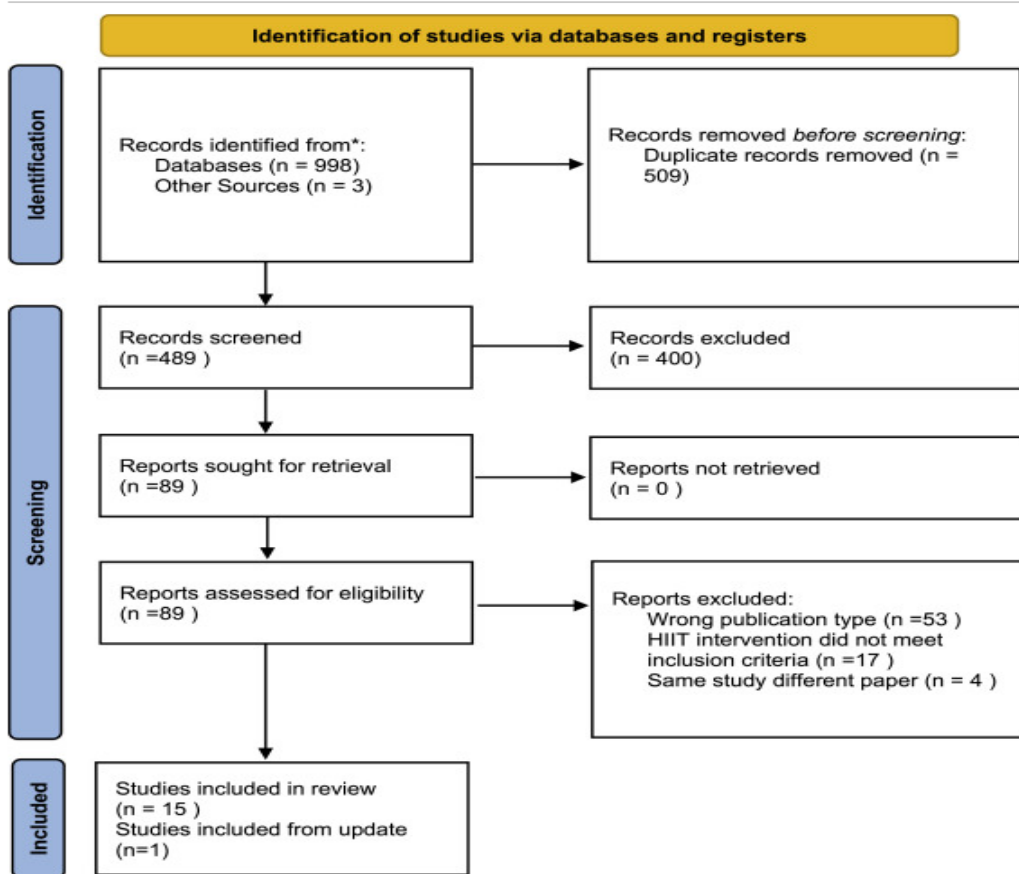 Identification of studies via databases and registers
Identification
Records identified from*:
Databases (n = 998)
Other Sources (n = 3)
Records removed before screening:
Duplicate records removed (n =
509)
Screening
Records screened
(n =489 )
Records excluded
(n = 400)
Reports sought for retrieval
(n =89 )
Reports not retrieved
(n = 0 )
Reports assessed for eligibility
(n =89 )
Reports excluded:
Wrong publication type (n =53 )
HIIT intervention did not meet
inclusion criteria (n =17 )
Same study different paper (n = 4 )
Included
Studies included in review
(n = 15 )
Studies included from update
(n=1)